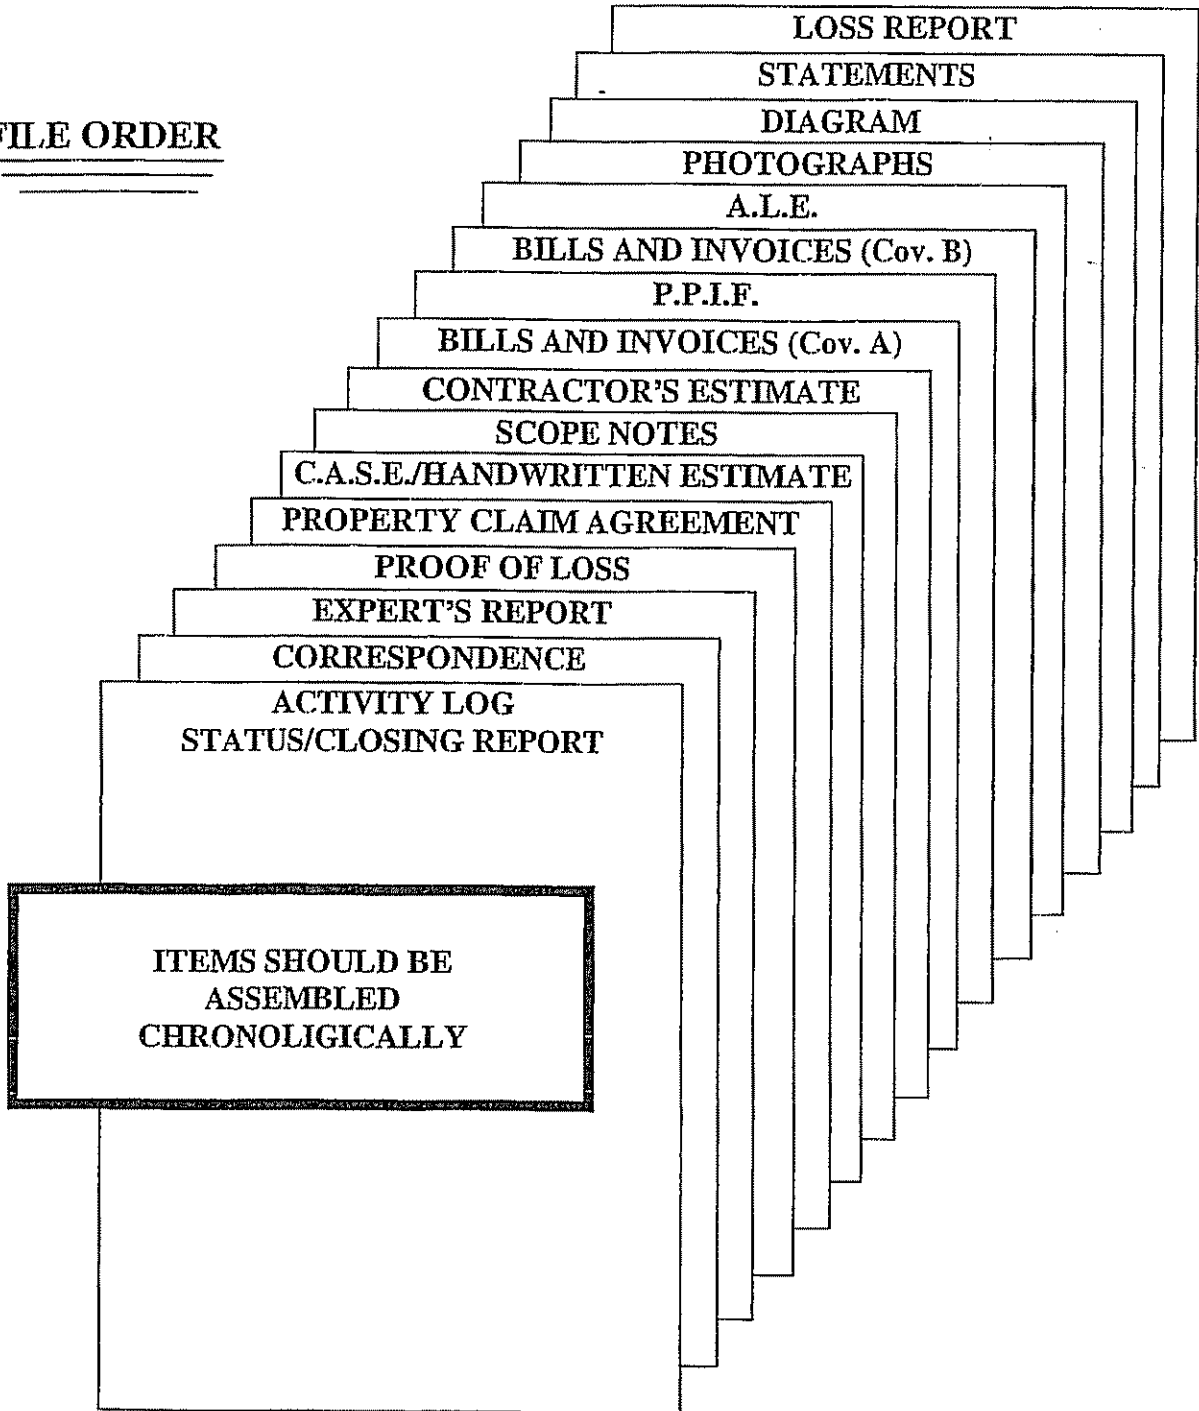 FILE ORDER
LOSS REPORT
STATEMENTS
DIAGRAM
PHOTOGRAPHS
A.L.E.
BILLS AND INVOICES (Cov. B)
P.P.I.F.
BILLS AND INVOICES (Cov. A)
CONTRACTOR'S ESTIMATE
SCOPE NOTES
C.A.S.E./HANDWRITTEN ESTIMATE
PROPERTY CLAIM AGREEMENT
PROOF OF LOSS
EXPERT'S REPORT
CORRESPONDENCE
ACTIVITY LOG
STATUS/CLOSING REPORT
ITEMS SHOULD BE
ASSEMBLED
CHRONOLIGICALLY